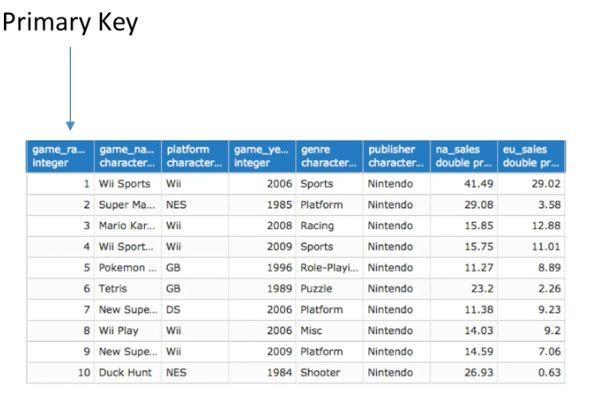 Primary Key
game_ra... game_na... platform game_ye... genre publisher na_sales eu_sales
integer character... character... integer character... character... double pr... double pr...
1 Wii Sports Wii 2006 Sports Nintendo 41.49 29.02
2 Super Ma... NES 1985 Platform Nintendo 29.08 3.58
3 Mario Kar... Wii 2008 Racing Nintendo 15.85 12.88
4 Wii Sport... Wii 2009 Sports Nintendo 15.75 11.01
5 Pokemon ... GB 1996 Role-Playi... Nintendo 11.27 8.89
6 Tetris GB 1989 Puzzle Nintendo 23.2 2.26
7 New Supe... DS 2006 Platform Nintendo 11.38 9.23
8 Wii Play Wii 2006 Misc Nintendo 14.03 9.2
9 New Supe... Wii 2009 Platform Nintendo 14.59 7.06
10 Duck Hunt NES 1984 Shooter Nintendo 26.93 0.63